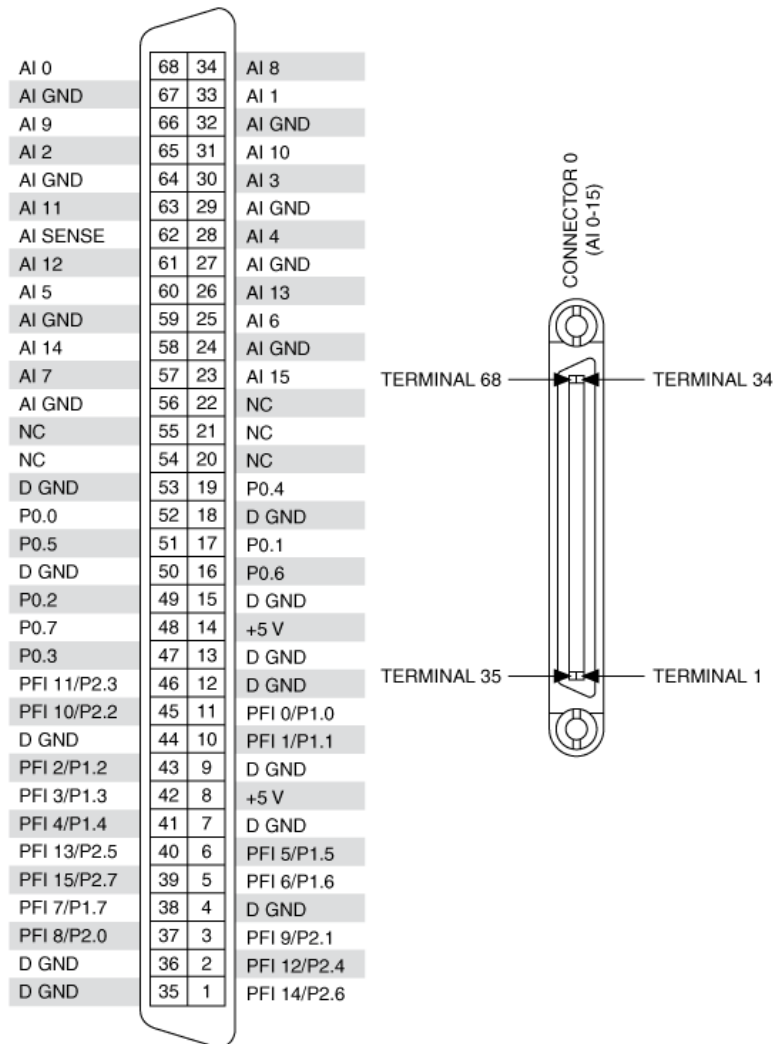 AI 0 68 34 AI 8
AI GND 67 33 AI 1
AI 9 66 32 AI GND
AI 2 65 31 AI 10
AI GND 64 30 AI 3
AI 11 63 29 AI GND
AI SENSE 62 28 AI 4
AI 12 61 27 AI GND
AI 5 60 26 AI 13
AI GND 59 25 AI 6
AI 14 58 24 AI GND
AI 7 57 23 AI 15
AI GND 56 22 NC
NC 55 21 NC
NC 54 20 NC
D GND 53 19 P0.4
P0.0 52 18 D GND
P0.5 51 17 P0.1
D GND 50 16 P0.6
P0.2 49 15 D GND
P0.7 48 14 +5 V
P0.3 47 13 D GND
PFI 11/P2.3 46 12 D GND
PFI 10/P2.2 45 11 PFI 0/P1.0
D GND 44 10 PFI 1/P1.1
PFI 2/P1.2 43 9 D GND
PFI 3/P1.3 42 8 +5 V
PFI 4/P1.4 41 7 D GND
PFI 13/P2.5 40 6 PFI 5/P1.5
PFI 15/P2.7 39 5 PFI 6/P1.6
PFI 7/P1.7 38 4 D GND
PFI 8/P2.0 37 3 PFI 9/P2.1
D GND 36 2 PFI 12/P2.4
D GND 35 1 PFI 14/P2.6
CONNECTOR 0
(AI 0-15)
TERMINAL 68 TERMINAL 34
TERMINAL 35 TERMINAL 1